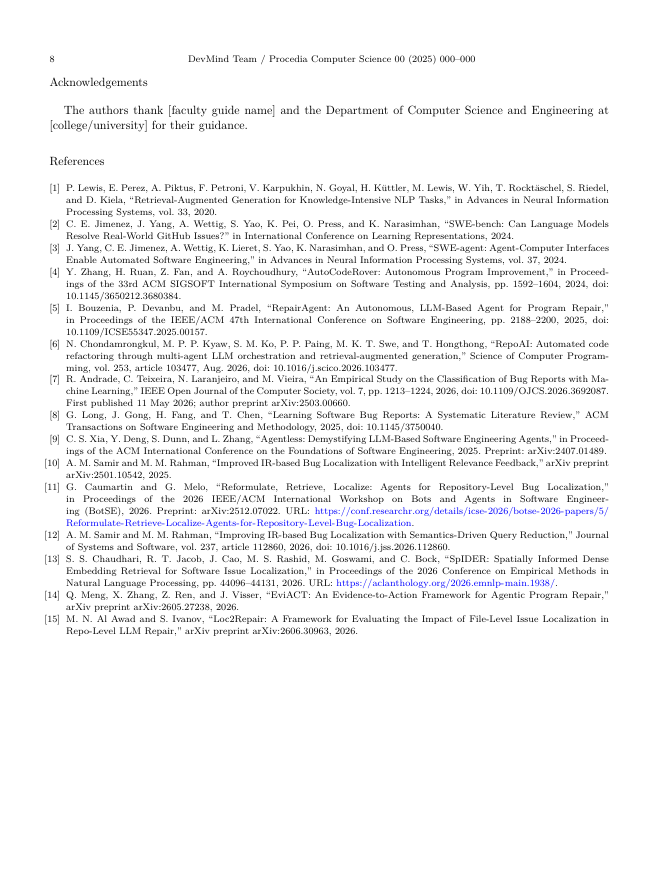 8
DevMind Team / Procedia Computer Science 00 (2025) 000–000
Acknowledgements
The authors thank [faculty guide name] and the Department of Computer Science and Engineering at
[college/university] for their guidance.
References
[1] P. Lewis, E. Perez, A. Piktus, F. Petroni, V. Karpukhin, N. Goyal, H. Küttler, M. Lewis, W. Yih, T. Rocktäschel, S. Riedel,
and D. Kiela, “Retrieval-Augmented Generation for Knowledge-Intensive NLP Tasks,” in Advances in Neural Information
Processing Systems, vol. 33, 2020.
[2] C. E. Jimenez, J. Yang, A. Wettig, S. Yao, K. Pei, O. Press, and K. Narasimhan, “SWE-bench: Can Language Models
Resolve Real-World GitHub Issues?” in International Conference on Learning Representations, 2024.
[3] J. Yang, C. E. Jimenez, A. Wettig, K. Lieret, S. Yao, K. Narasimhan, and O. Press, “SWE-agent: Agent-Computer Interfaces
Enable Automated Software Engineering,” in Advances in Neural Information Processing Systems, vol. 37, 2024.
[4] Y. Zhang, H. Ruan, Z. Fan, and A. Roychoudhury, “AutoCodeRover: Autonomous Program Improvement,” in Proceed-
ings of the 33rd ACM SIGSOFT International Symposium on Software Testing and Analysis, pp. 1592–1604, 2024, doi:
10.1145/3650212.3680384.
[5] I. Bouzenia, P. Devanbu, and M. Pradel, “RepairAgent: An Autonomous, LLM-Based Agent for Program Repair,”
in Proceedings of the IEEE/ACM 47th International Conference on Software Engineering, pp. 2188–2200, 2025, doi:
10.1109/ICSE55347.2025.00157.
[6] N. Chondamrongkul, M. P. P. Kyaw, S. M. Ko, P. P. Paing, M. K. T. Swe, and T. Hongthong, “RepoAI: Automated code
refactoring through multi-agent LLM orchestration and retrieval-augmented generation,” Science of Computer Program-
ming, vol. 253, article 103477, Aug. 2026, doi: 10.1016/j.scico.2026.103477.
[7] R. Andrade, C. Teixeira, N. Laranjeiro, and M. Vieira, “An Empirical Study on the Classification of Bug Reports with Ma-
chine Learning,” IEEE Open Journal of the Computer Society, vol. 7, pp. 1213–1224, 2026, doi: 10.1109/OJCS.2026.3692087.
First published 11 May 2026; author preprint arXiv:2503.00660.
[8] G. Long, J. Gong, H. Fang, and T. Chen, “Learning Software Bug Reports: A Systematic Literature Review,” ACM
Transactions on Software Engineering and Methodology, 2025, doi: 10.1145/3750040.
[9] C. S. Xia, Y. Deng, S. Dunn, and L. Zhang, “Agentless: Demystifying LLM-Based Software Engineering Agents,” in Proceed-
ings of the ACM International Conference on the Foundations of Software Engineering, 2025. Preprint: arXiv:2407.01489.
[10] A. M. Samir and M. M. Rahman, “Improved IR-based Bug Localization with Intelligent Relevance Feedback,” arXiv preprint
arXiv:2501.10542, 2025.
[11] G. Caumartin and G. Melo, “Reformulate, Retrieve, Localize: Agents for Repository-Level Bug Localization,”
in Proceedings of the 2026 IEEE/ACM International Workshop on Bots and Agents in Software Engineer-
ing (BotSE), 2026. Preprint: arXiv:2512.07022. URL: https://conf.researchr.org/details/icse-2026/botse-2026-papers/5/
Reformulate-Retrieve-Localize-Agents-for-Repository-Level-Bug-Localization.
[12] A. M. Samir and M. M. Rahman, “Improving IR-based Bug Localization with Semantics-Driven Query Reduction,” Journal
of Systems and Software, vol. 237, article 112860, 2026, doi: 10.1016/j.jss.2026.112860.
[13] S. S. Chaudhari, R. T. Jacob, J. Cao, M. S. Rashid, M. Goswami, and C. Bock, “SpIDER: Spatially Informed Dense
Embedding Retrieval for Software Issue Localization,” in Proceedings of the 2026 Conference on Empirical Methods in
Natural Language Processing, pp. 44096–44131, 2026. URL: https://aclanthology.org/2026.emnlp-main.1938/.
[14] Q. Meng, X. Zhang, Z. Ren, and J. Visser, “EviACT: An Evidence-to-Action Framework for Agentic Program Repair,”
arXiv preprint arXiv:2605.27238, 2026.
[15] M. N. Al Awad and S. Ivanov, “Loc2Repair: A Framework for Evaluating the Impact of File-Level Issue Localization in
Repo-Level LLM Repair,” arXiv preprint arXiv:2606.30963, 2026.